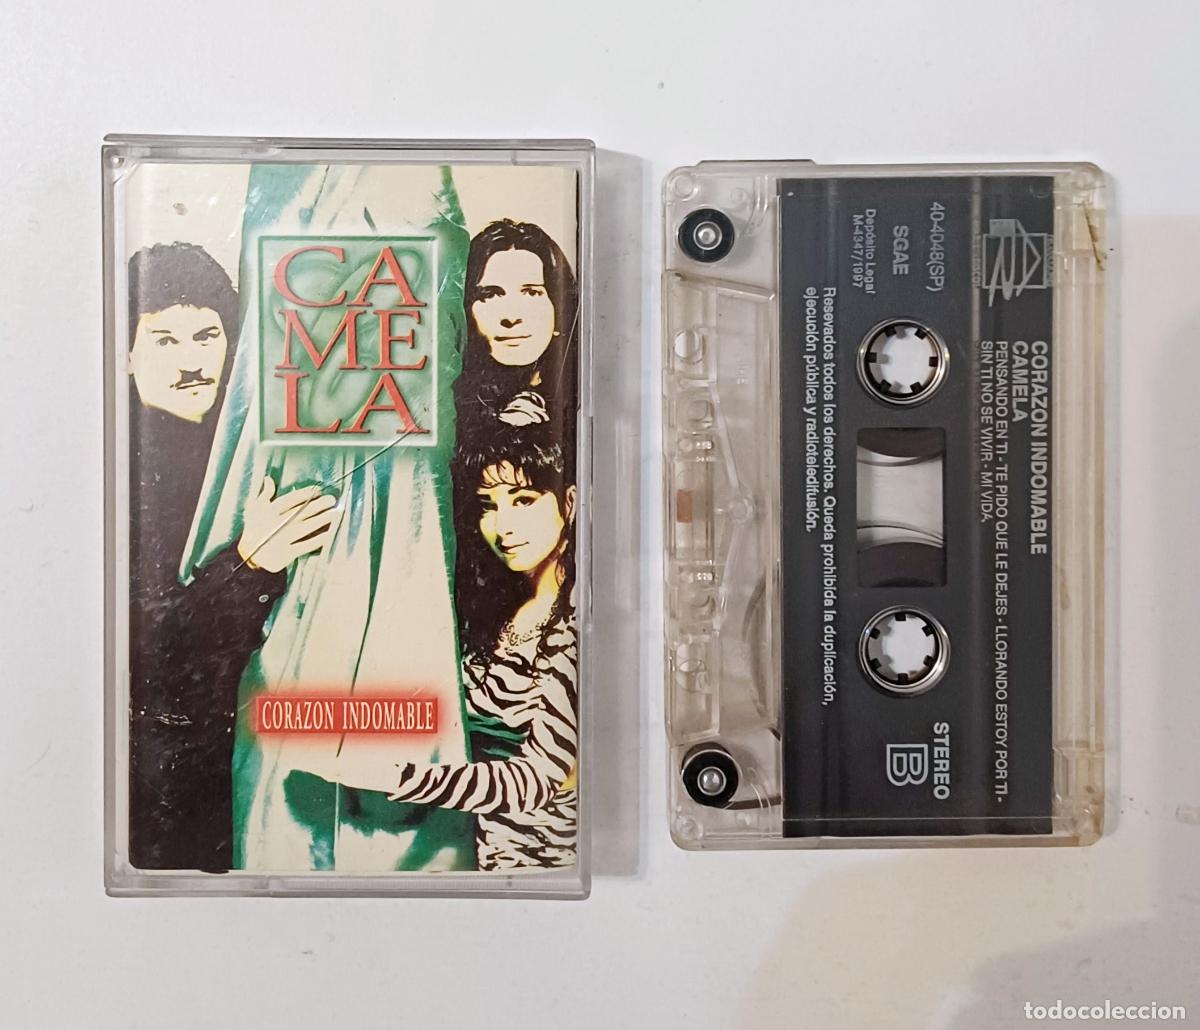 CA
ME
LA
CORAZON INDOMABLE
CORAZON INDOMABLE
CAMELA
PENSANDO EN TI - TE PIDO QUE LE DEJES - LLORANDO ESTOY POR TI -
SIN TI NO SE VIVIR - MI VIDA
40-4048(SP)
SGAE
Depósito Legal
M-4347/1997
STEREO
B
Resevados todos los derechos. Queda prohibida la duplicación,
ejecución pública y radioteledifusión.
todocoleccion